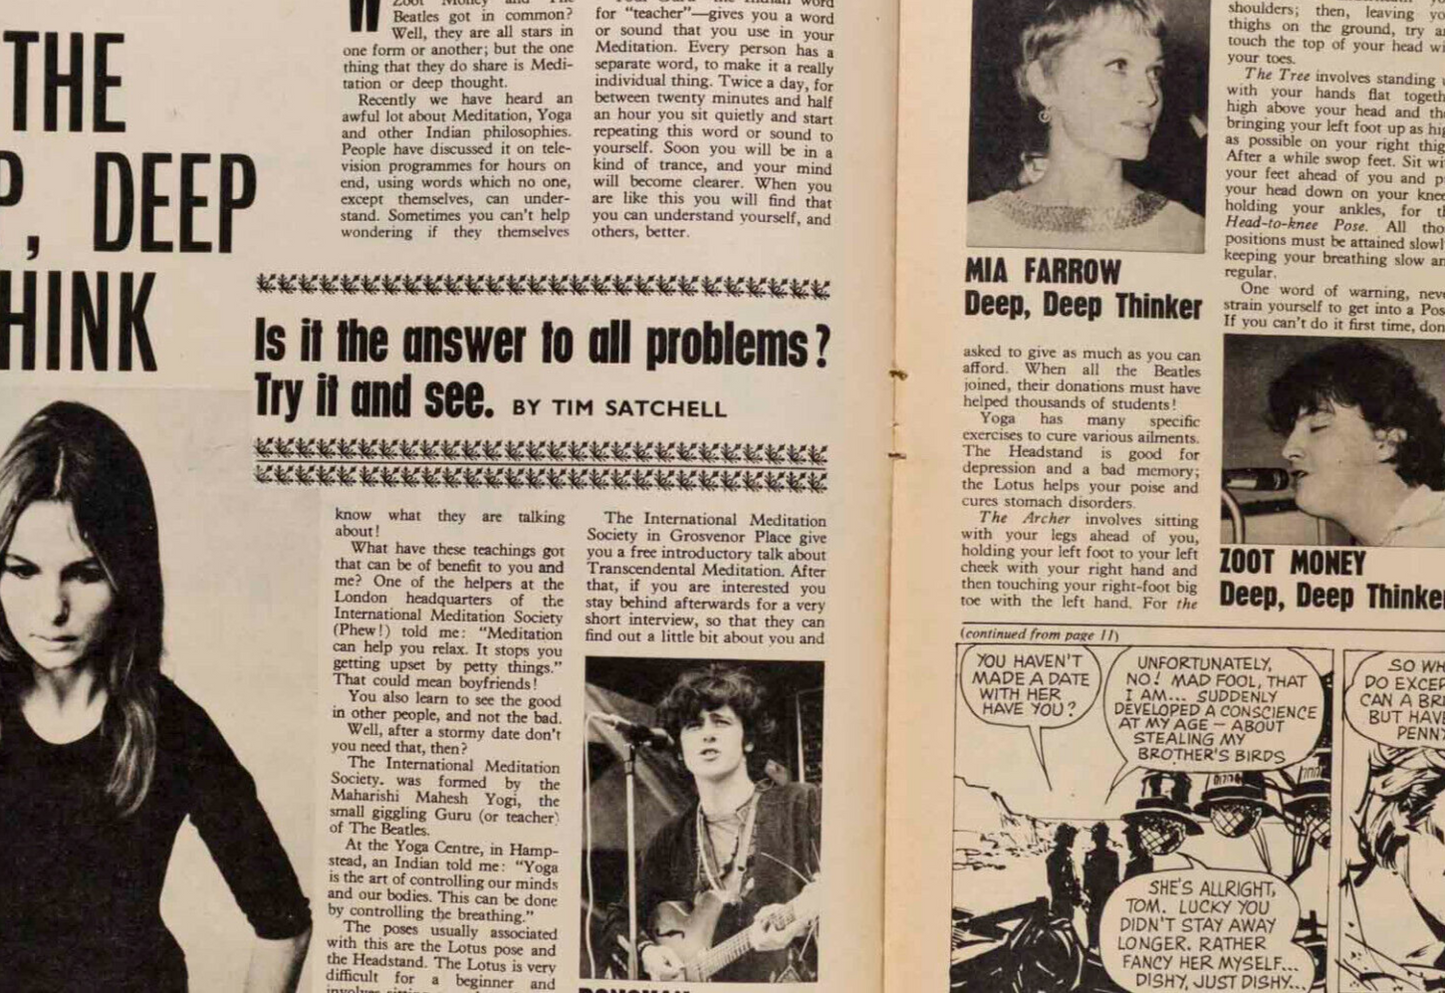 THE
P, DEEP
HINK
Zoot Money and The
Beatles got in common?
Well, they are all stars in
one form or another; but the one
thing that they do share is Medi-
tation or deep thought.
Recently we have heard an
awful lot about Meditation, Yoga
and other Indian philosophies.
People have discussed it on tele-
vision programmes for hours on
end, using words which no one,
except themselves, can under-
stand. Sometimes you can't help
wondering if they themselves
for "teacher"—gives you a word
or sound that you use in your
Meditation. Every person has a
separate word, to make it a really
individual thing. Twice a day, for
between twenty minutes and half
an hour you sit quietly and start
repeating this word or sound to
yourself. Soon you will be in a
kind of trance, and your mind
will become clearer. When you
are like this you will find that
you can understand yourself, and
others, better.
Is it the answer to all problems?
Try it and see. BY TIM SATCHELL
know what they are talking
about!
What have these teachings got
that can be of benefit to you and
me? One of the helpers at the
London headquarters of the
International Meditation Society
(Phew!) told me: "Meditation
can help you relax. It stops you
getting upset by petty things."
That could mean boyfriends!
You also learn to see the good
in other people, and not the bad.
Well, after a stormy date don't
you need that, then?
The International Meditation
Society. was formed by the
Maharishi Mahesh Yogi, the
small giggling Guru (or teacher)
of The Beatles.
At the Yoga Centre, in Hamp-
stead, an Indian told me: "Yoga
is the art of controlling our minds
and our bodies. This can be done
by controlling the breathing."
The poses usually associated
with this are the Lotus pose and
the Headstand. The Lotus is very
difficult for a beginner and
The International Meditation
Society in Grosvenor Place give
you a free introductory talk about
Transcendental Meditation. After
that, if you are interested you
stay behind afterwards for a very
short interview, so that they can
find out a little bit about you and
DONOVAN
MIA FARROW
Deep, Deep Thinker
asked to give as much as you can
afford. When all the Beatles
joined, their donations must have
helped thousands of students!
Yoga has many specific
exercises to cure various ailments.
The Headstand is good for
depression and a bad memory;
the Lotus helps your poise and
cures stomach disorders.
The Archer involves sitting
with your legs ahead of you,
holding your left foot to your left
cheek with your right hand and
then touching your right-foot big
toe with the left hand. For the
shoulders; then, leaving yo
thighs on the ground, try a
touch the top of your head wi
your toes.
The Tree involves standing
with your hands flat togeth
high above your head and the
bringing your left foot up as hig
as possible on your right thig
After a while swop feet. Sit wi
your feet ahead of you and p
your head down on your knee
holding your ankles, for th
Head-to-knee Pose. All tho
positions must be attained slowl
keeping your breathing slow an
regular.
One word of warning, neve
strain yourself to get into a Pos
If you can't do it first time, don
ZOOT MONEY
Deep, Deep Thinker
(continued from page 11)
YOU HAVEN'T
MADE A DATE
WITH HER
HAVE YOU?
UNFORTUNATELY,
NO! MAD FOOL, THAT
I AM... SUDDENLY
DEVELOPED A CONSCIENCE
AT MY AGE – ABOUT
STEALING MY
BROTHER'S BIRDS
SHE'S ALLRIGHT,
TOM. LUCKY YOU
DIDN'T STAY AWAY
LONGER. RATHER
FANCY HER MYSELF...
DISHY, JUST DISHY...
SO WH
DO EXCEP
CAN A BRI
BUT HAVE
PENNY